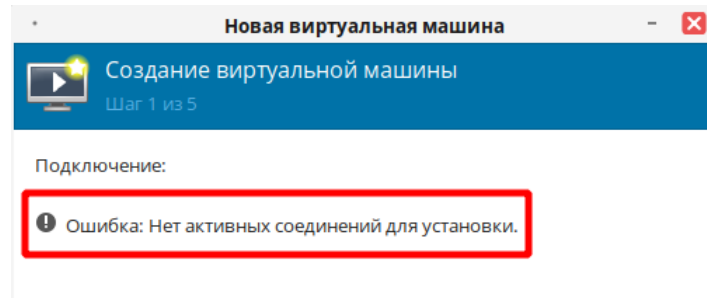 Новая виртуальная машина
Создание виртуальной машины
Шаг 1 из 5
Подключение:
Ошибка: Нет активных соединений для установки.